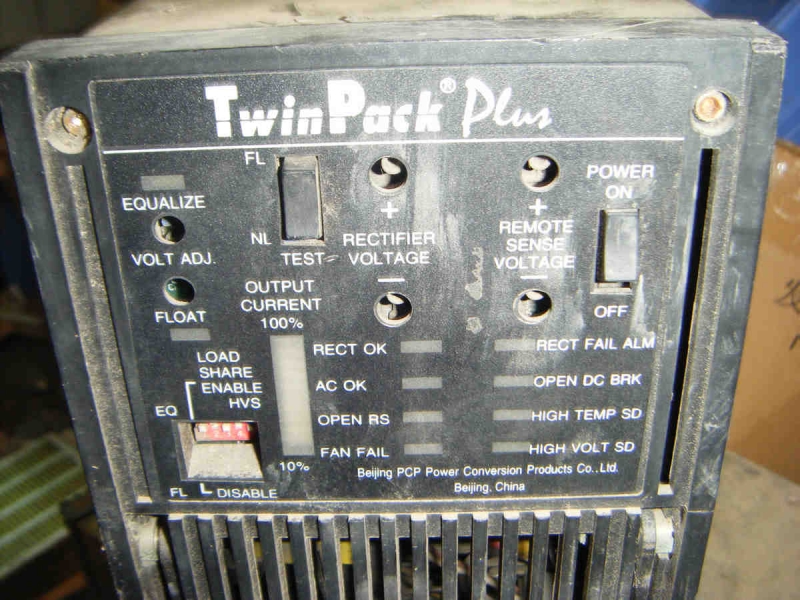 TwinPack® Plus
FL
POWER
ON
EQUALIZE
VOLT ADJ.
NL
TEST
RECTIFIER
VOLTAGE
+
+
REMOTE
SENSE
VOLTAGE
—
—
OFF
FLOAT
OUTPUT
CURRENT
100%
10%
LOAD
SHARE
ENABLE
HVS
EQ
FL
DISABLE
RECT OK
AC OK
OPEN RS
FAN FAIL
RECT FAIL ALM
OPEN DC BRK
HIGH TEMP SD
HIGH VOLT SD
Beijing PCP Power Conversion Products Co.,Ltd.
Beijing, China